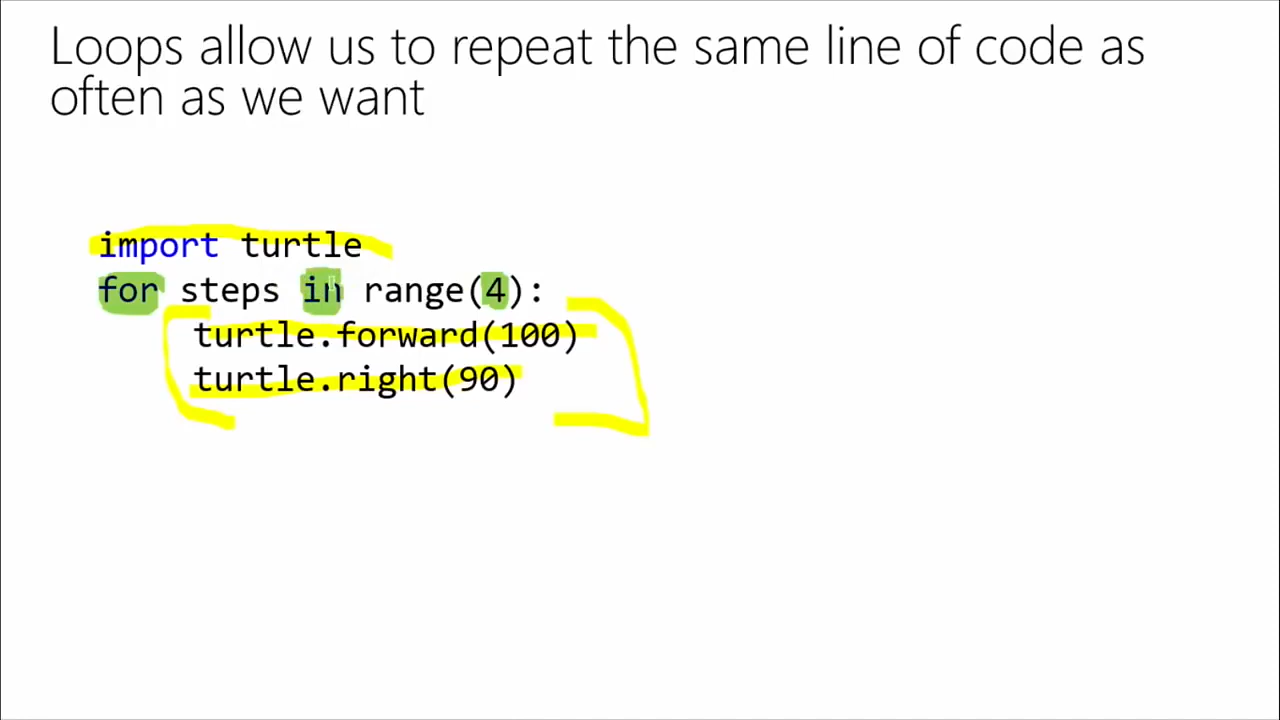 Loops allow us to repeat the same line of code as
often as we want
import turtle
for steps in range(4):
turtle.forward(100)
turtle.right(90)